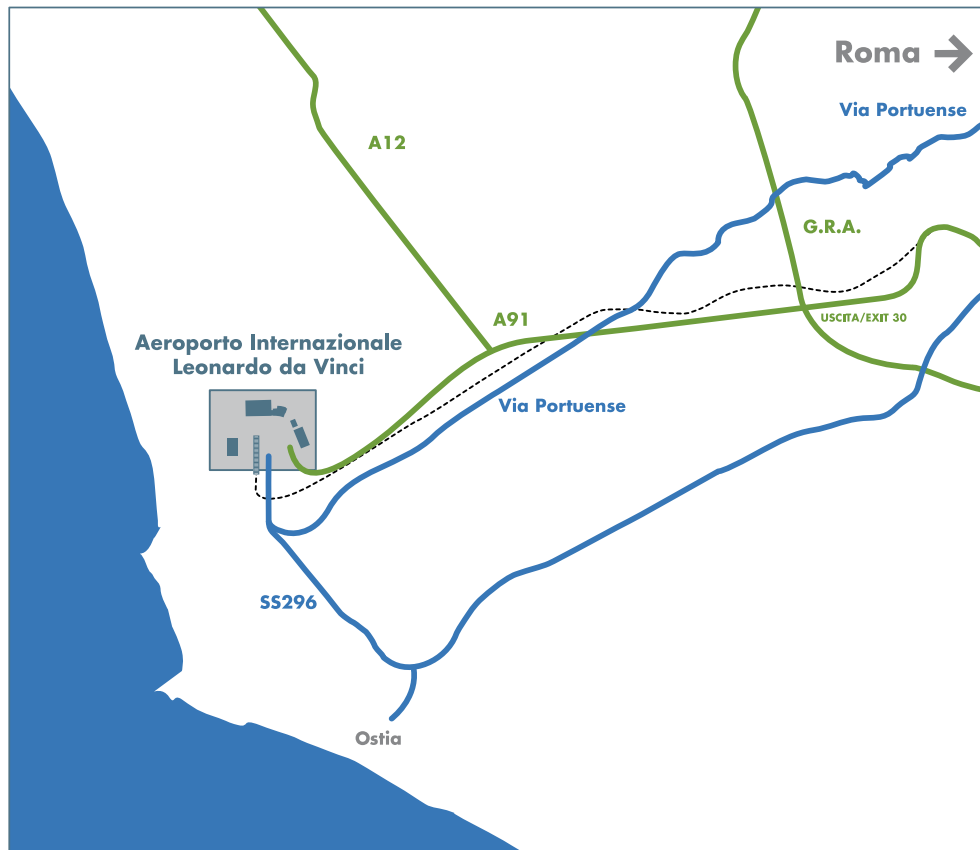 Roma
Via Portuense
A12
G.R.A.
A91
USCITA/EXIT 30
Aeroporto Internazionale
Leonardo da Vinci
Via Portuense
SS296
Ostia